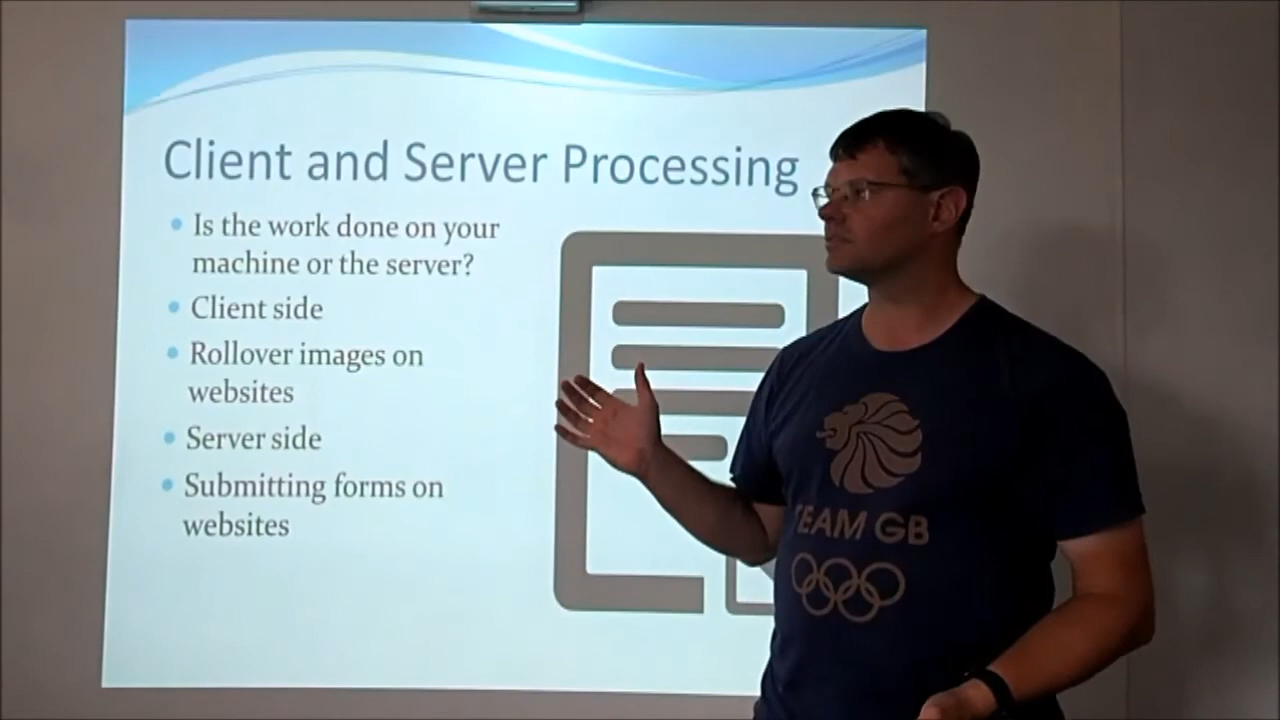 Client and Server Processing
Is the work done on your
machine or the server?
Client side
Rollover images on
websites
Server side
Submitting forms on
websites
TEAM GB